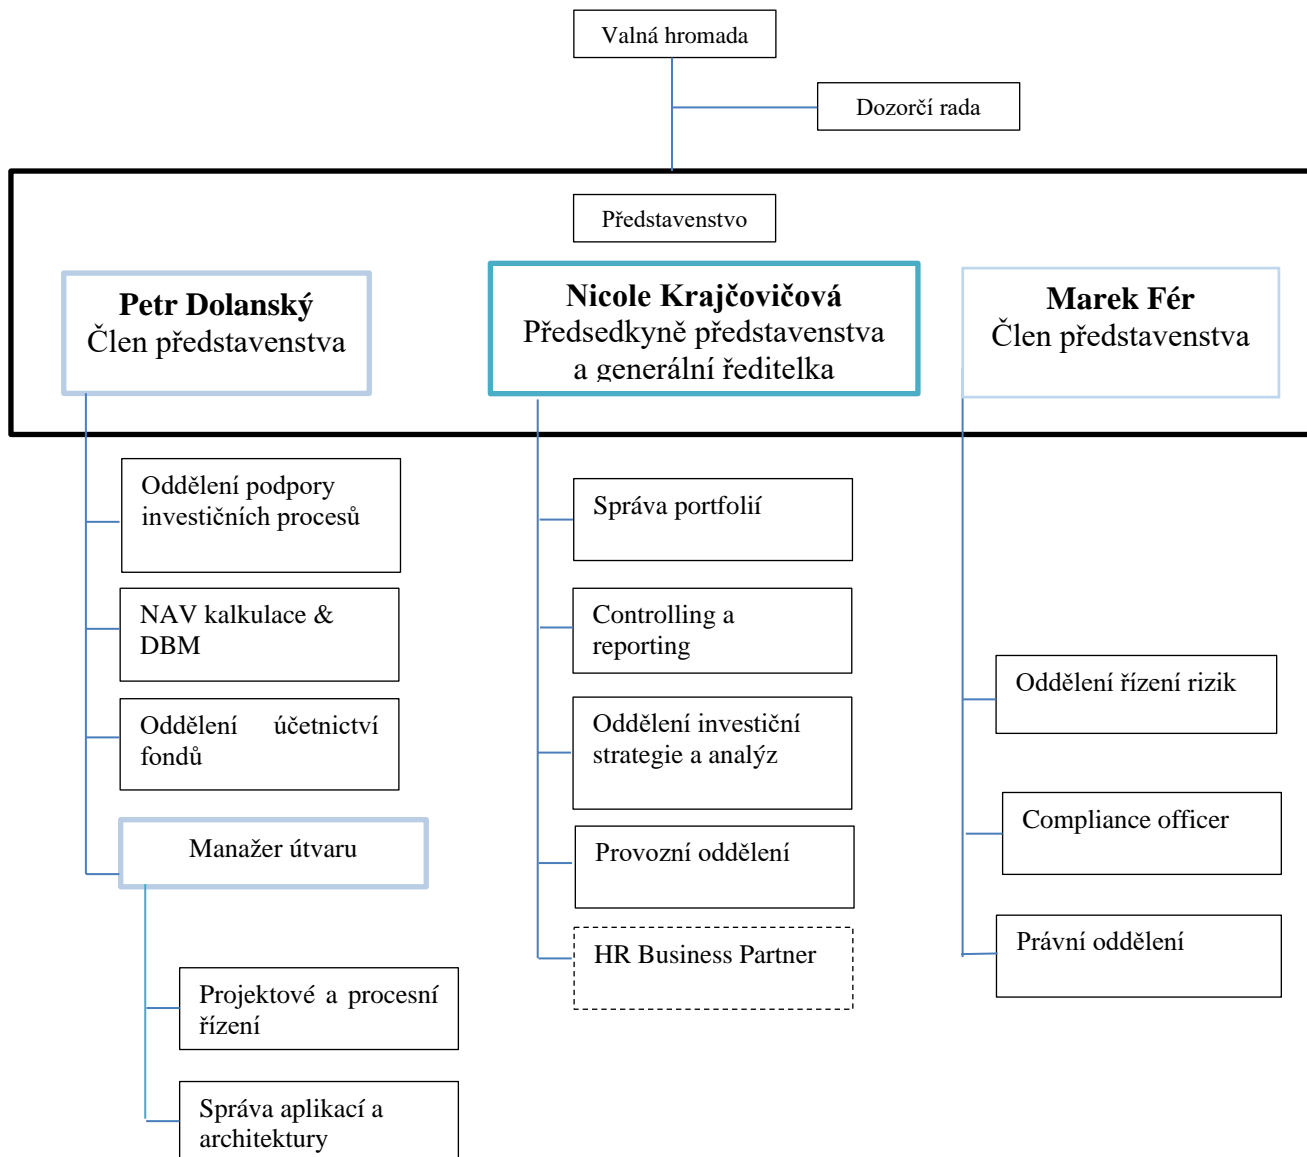 Valná hromada
Dozorčí rada
Představenstvo
Petr Dolanský
Člen představenstva
Nicole Krajčovičová
Předsedkyně představenstva
a generální ředitelka
Marek Fér
Člen představenstva
Oddělení podpory
investičních procesů
NAV kalkulace &
DBM
Oddělení účetnictví
fondů
Manažer útvaru
Projektové a procesní
řízení
Správa aplikací a
architektury
Správa portfolií
Controlling a
reporting
Oddělení investiční
strategie a analýz
Provozní oddělení
HR Business Partner
Oddělení řízení rizik
Compliance officer
Právní oddělení